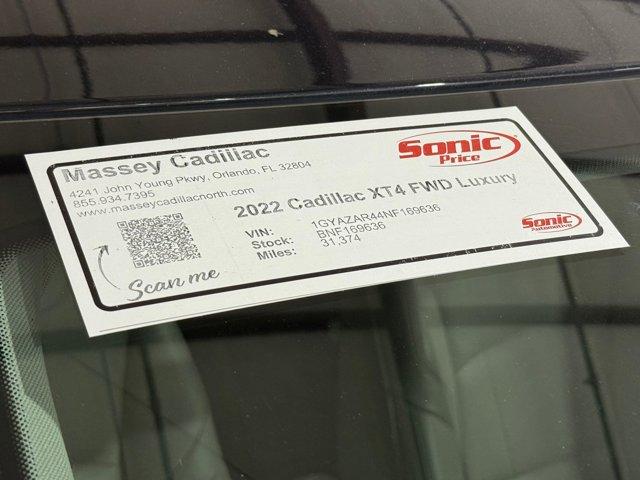 Massey Cadillac
4241 John Young Pkwy, Orlando, FL 32804
855.934.7395
www.masseycadillacnorth.com
Sonic
Price
2022 Cadillac XT4 FWD Luxury
VIN: 1GYAZAR44NF169636
Stock: BNF169636
Miles: 31,374
Scan me
Sonic
Automotive